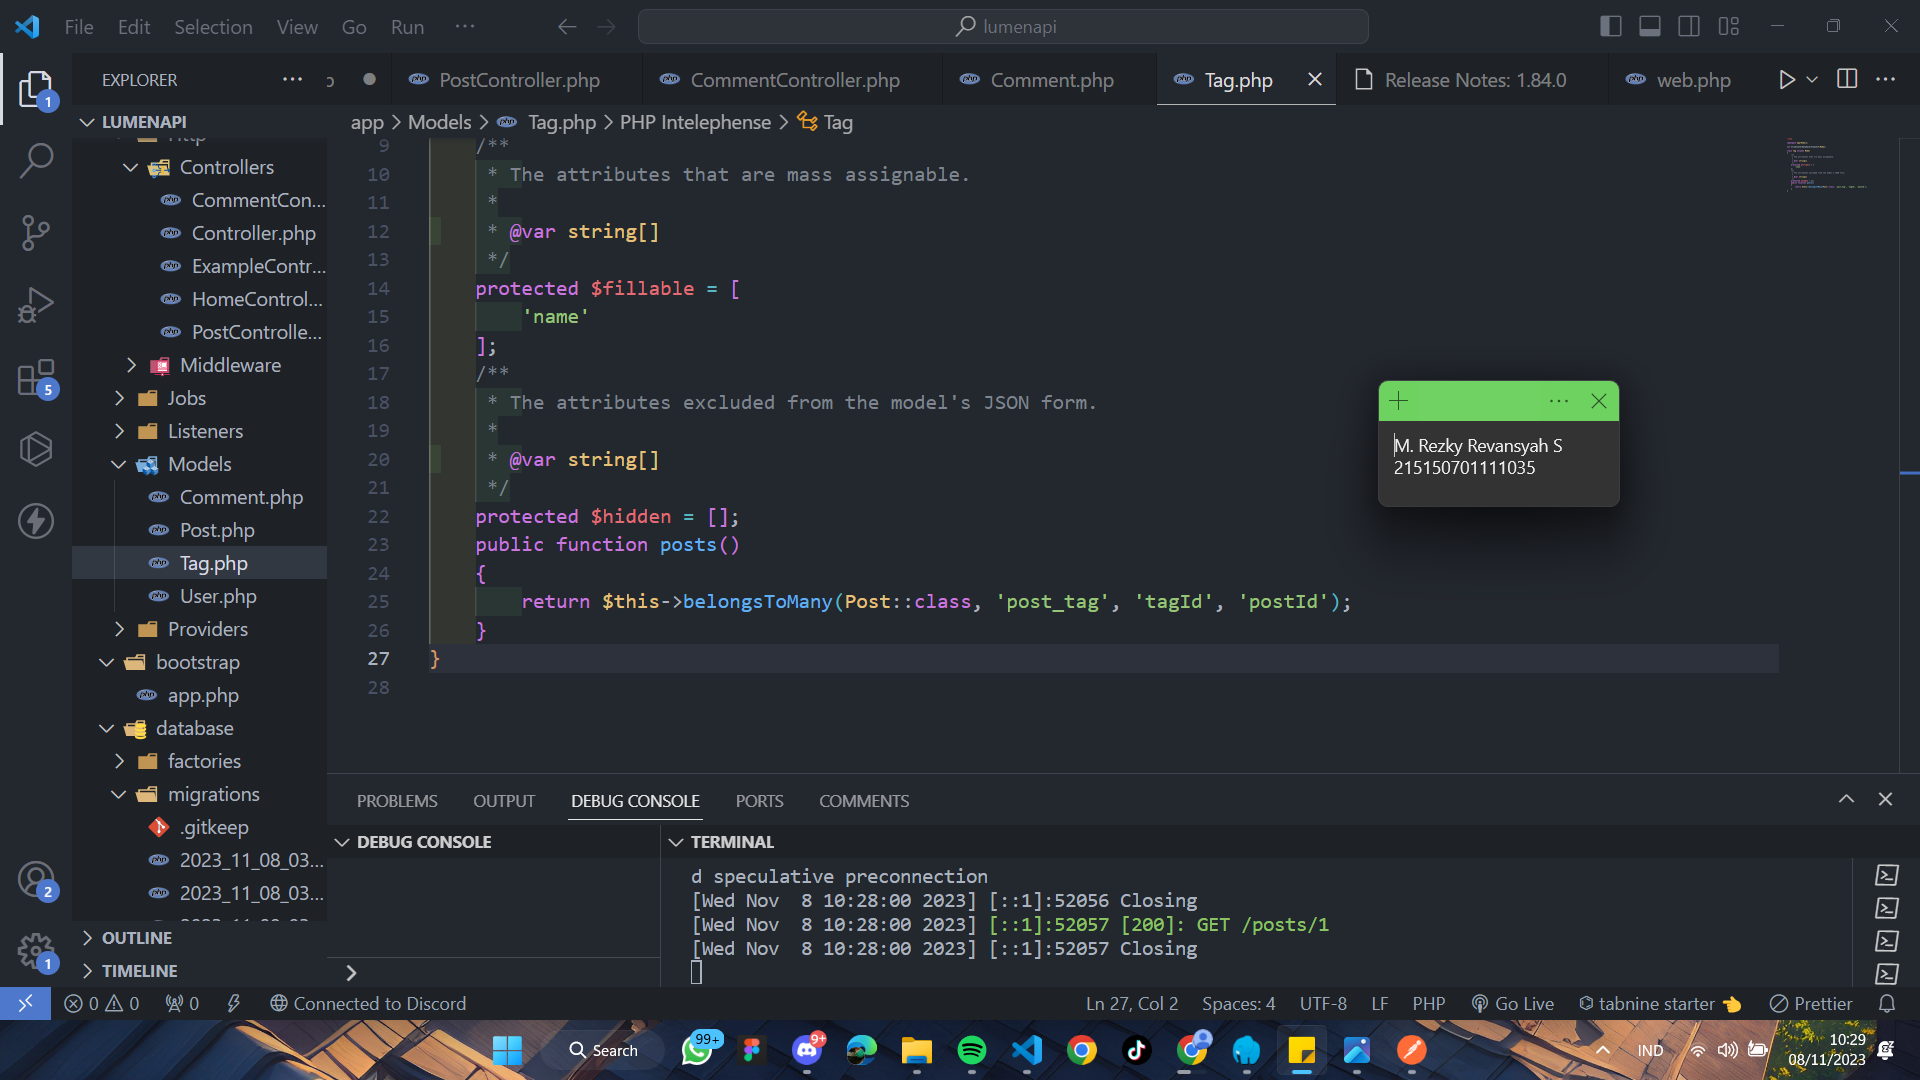 File Edit Selection View Go Run ···
lumenapi
EXPLORER ···
PostController.php
CommentController.php
Comment.php
Tag.php
Release Notes: 1.84.0
web.php
app > Models > Tag.php > PHP Intelephense > Tag
LUMENAPI
Http
Controllers
CommentCon...
Controller.php
ExampleContr...
HomeControl...
PostControlle...
Middleware
Jobs
Listeners
Models
Comment.php
Post.php
Tag.php
User.php
Providers
bootstrap
app.php
database
factories
migrations
.gitkeep
2023_11_08_03...
2023_11_08_03...
OUTLINE
TIMELINE
1
5
2
1
9 /**
10 * The attributes that are mass assignable.
11 *
12 * @var string[]
13 */
14 protected $fillable = [
15 'name'
16 ];
17 /**
18 * The attributes excluded from the model's JSON form.
19 *
20 * @var string[]
21 */
22 protected $hidden = [];
23 public function posts()
24 {
25 return $this->belongsToMany(Post::class, 'post_tag', 'tagId', 'postId');
26 }
27 }
28
M. Rezky Revansyah S
215150701111035
PROBLEMS OUTPUT DEBUG CONSOLE PORTS COMMENTS
DEBUG CONSOLE
TERMINAL
d speculative preconnection
[Wed Nov  8 10:28:00 2023] [::1]:52056 Closing
[Wed Nov  8 10:28:00 2023] [::1]:52057 [200]: GET /posts/1
[Wed Nov  8 10:28:00 2023] [::1]:52057 Closing
0 0 0 Connected to Discord
Ln 27, Col 2 Spaces: 4 UTF-8 LF PHP Go Live tabnine starter Prettier
Search
99+
9+
IND
10:29
08/11/2023